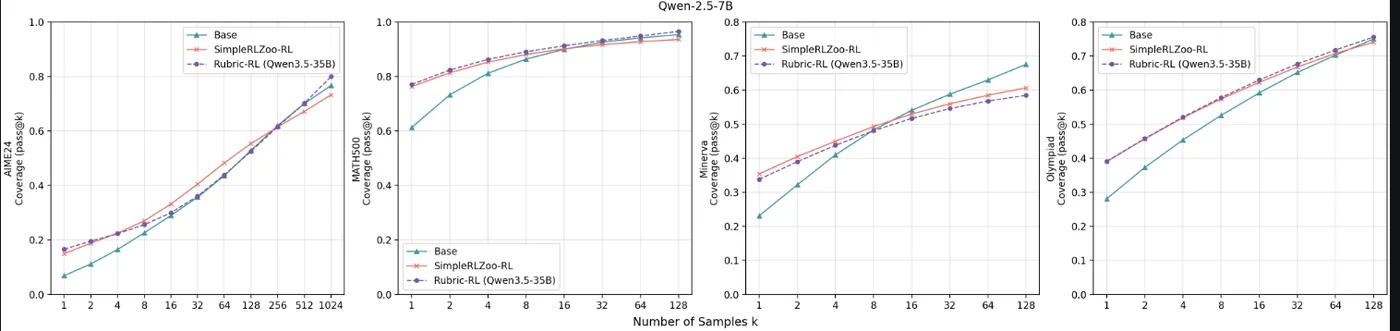 Qwen-2.5-7B
AIME24
Coverage (pass@k)
1.0
0.8
0.6
0.4
0.2
0.0
Base
SimpleRLZoo-RL
Rubric-RL (Qwen3.5-35B)
1 2 4 8 16 32 64 128 256 512 1024
MATH500
Coverage (pass@k)
1.0
0.8
0.6
0.4
0.2
0.0
Base
SimpleRLZoo-RL
Rubric-RL (Qwen3.5-35B)
1 2 4 8 16 32 64 128
Minerva
Coverage (pass@k)
0.8
0.7
0.6
0.5
0.4
0.3
0.2
0.1
0.0
Base
SimpleRLZoo-RL
Rubric-RL (Qwen3.5-35B)
1 2 4 8 16 32 64 128
Olympiad
Coverage (pass@k)
0.8
0.7
0.6
0.5
0.4
0.3
0.2
0.1
0.0
Base
SimpleRLZoo-RL
Rubric-RL (Qwen3.5-35B)
1 2 4 8 16 32 64 128
Number of Samples k